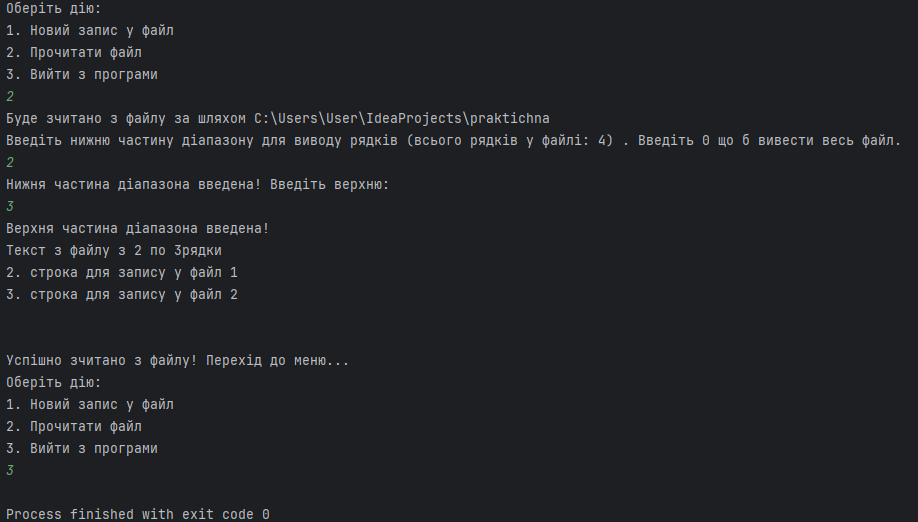 Оберіть дію:
1. Новий запис у файл
2. Прочитати файл
3. Вийти з програми
2
Буде зчитано з файлу за шляхом C:\Users\User\IdeaProjects\praktichna
Введіть нижню частину діапазону для виводу рядків (всього рядків у файлі: 4) . Введіть 0 що б вивести весь файл.
2
Нижня частина діапазона введена! Введіть верхню:
3
Верхня частина діапазона введена!
Текст з файлу з 2 по 3рядки
2. строка для запису у файл 1
3. строка для запису у файл 2
Успішно зчитано з файлу! Перехід до меню...
Оберіть дію:
1. Новий запис у файл
2. Прочитати файл
3. Вийти з програми
3
Process finished with exit code 0